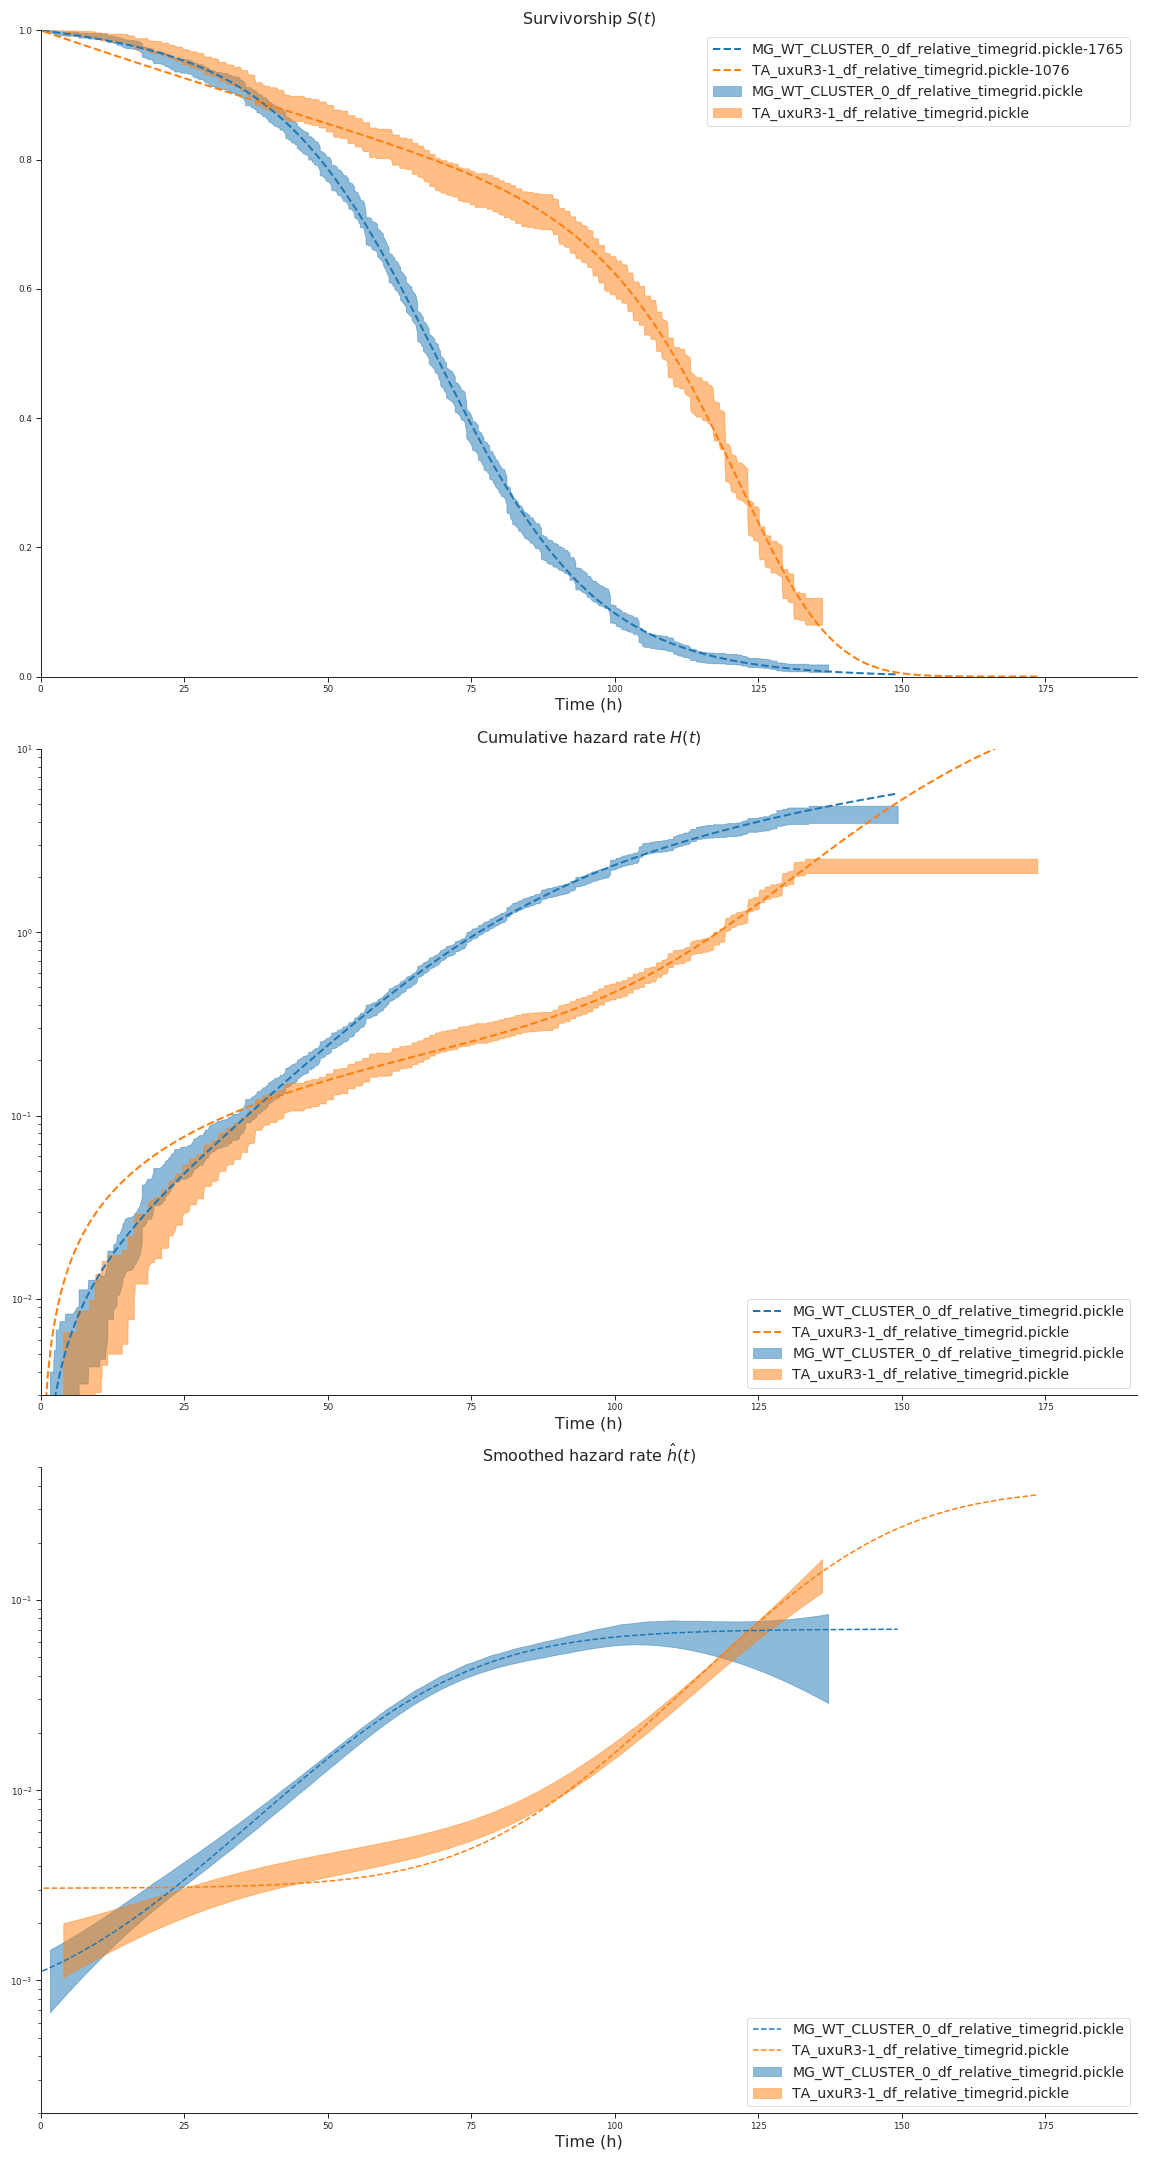 Survivorship S(t)
1.0
0.8
0.6
0.4
0.2
0.0
MG_WT_CLUSTER_0_df_relative_timegrid.pickle-1765
TA_uxuR3-1_df_relative_timegrid.pickle-1076
MG_WT_CLUSTER_0_df_relative_timegrid.pickle
TA_uxuR3-1_df_relative_timegrid.pickle
0 25 50 75 100 125 150 175
Time (h)
Cumulative hazard rate H(t)
10¹
10⁰
10⁻¹
10⁻²
MG_WT_CLUSTER_0_df_relative_timegrid.pickle
TA_uxuR3-1_df_relative_timegrid.pickle
MG_WT_CLUSTER_0_df_relative_timegrid.pickle
TA_uxuR3-1_df_relative_timegrid.pickle
0 25 50 75 100 125 150 175
Time (h)
Smoothed hazard rate ĥ(t)
10⁻¹
10⁻²
10⁻³
MG_WT_CLUSTER_0_df_relative_timegrid.pickle
TA_uxuR3-1_df_relative_timegrid.pickle
MG_WT_CLUSTER_0_df_relative_timegrid.pickle
TA_uxuR3-1_df_relative_timegrid.pickle
0 25 50 75 100 125 150 175
Time (h)